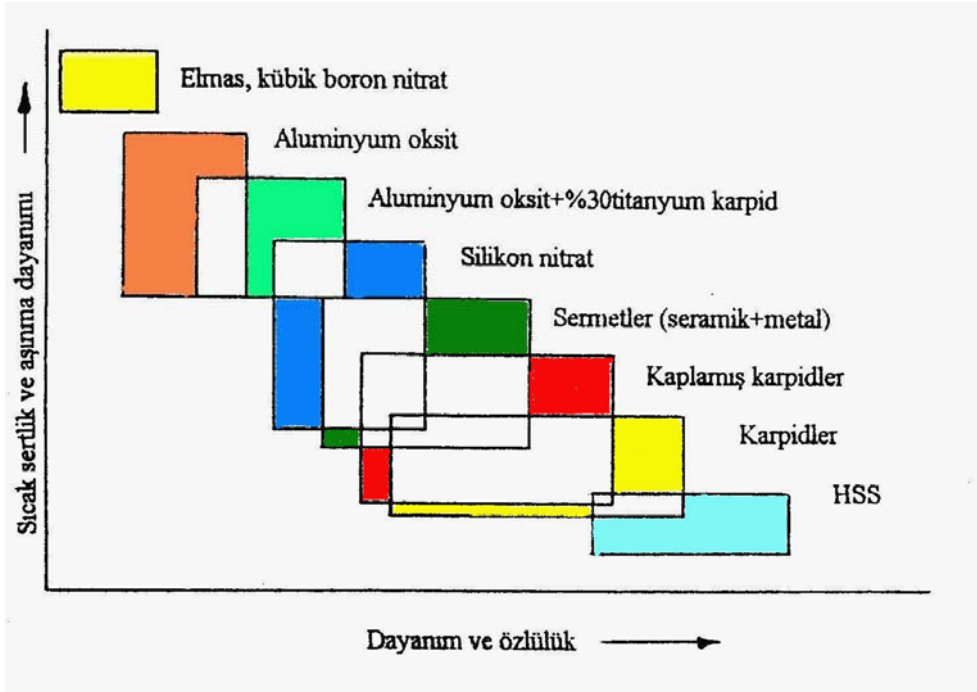 Elmas, kübik boron nitrat
Aluminyum oksit
Aluminyum oksit+%30titanyum karpid
Silikon nitrat
Sermetler (seramik+metal)
Kaplamış karpidler
Karpidler
HSS
Sıcak sertlik ve aşınma dayanımı
Dayanım ve özlülük